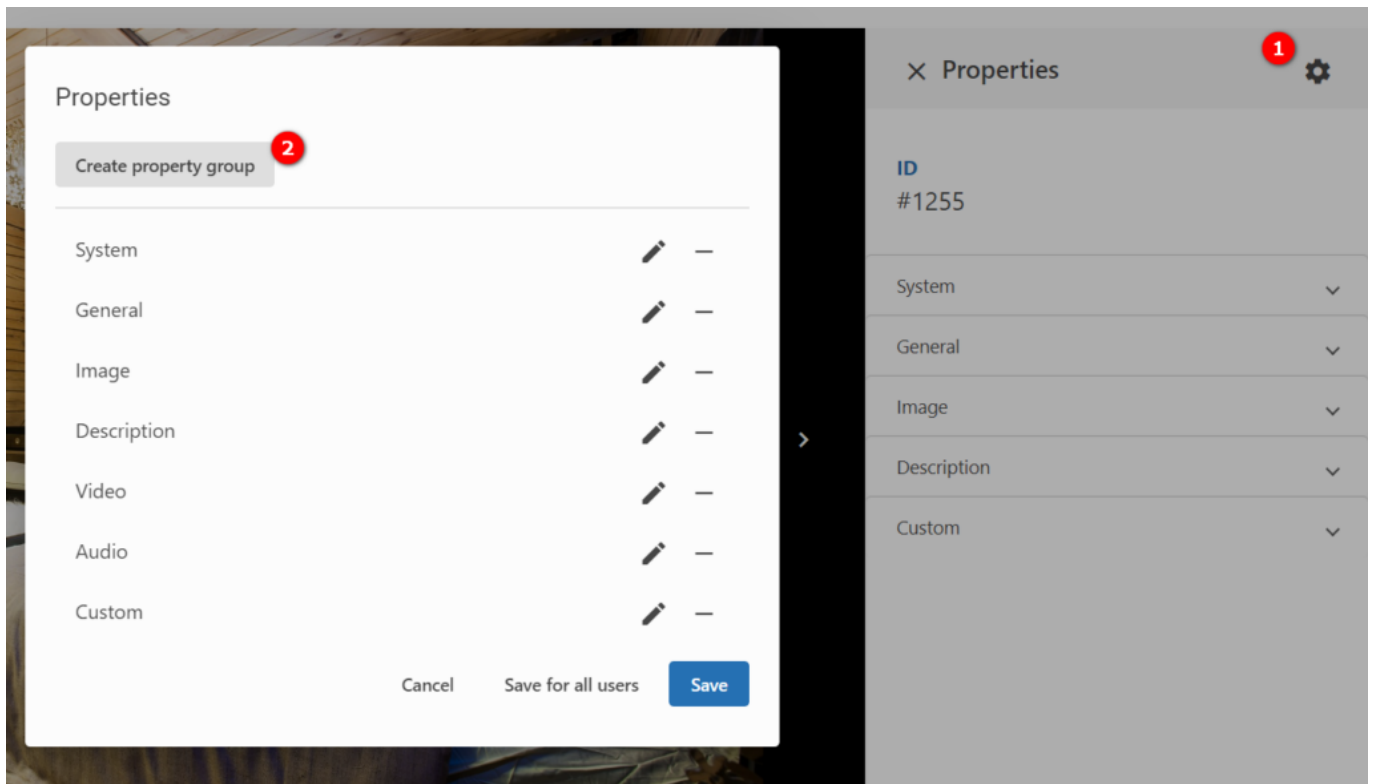 Properties
Create property group
2
System
General
Image
Description
Video
Audio
Custom
Cancel Save for all users Save
Properties
1
ID
#1255
System
General
Image
Description
Custom